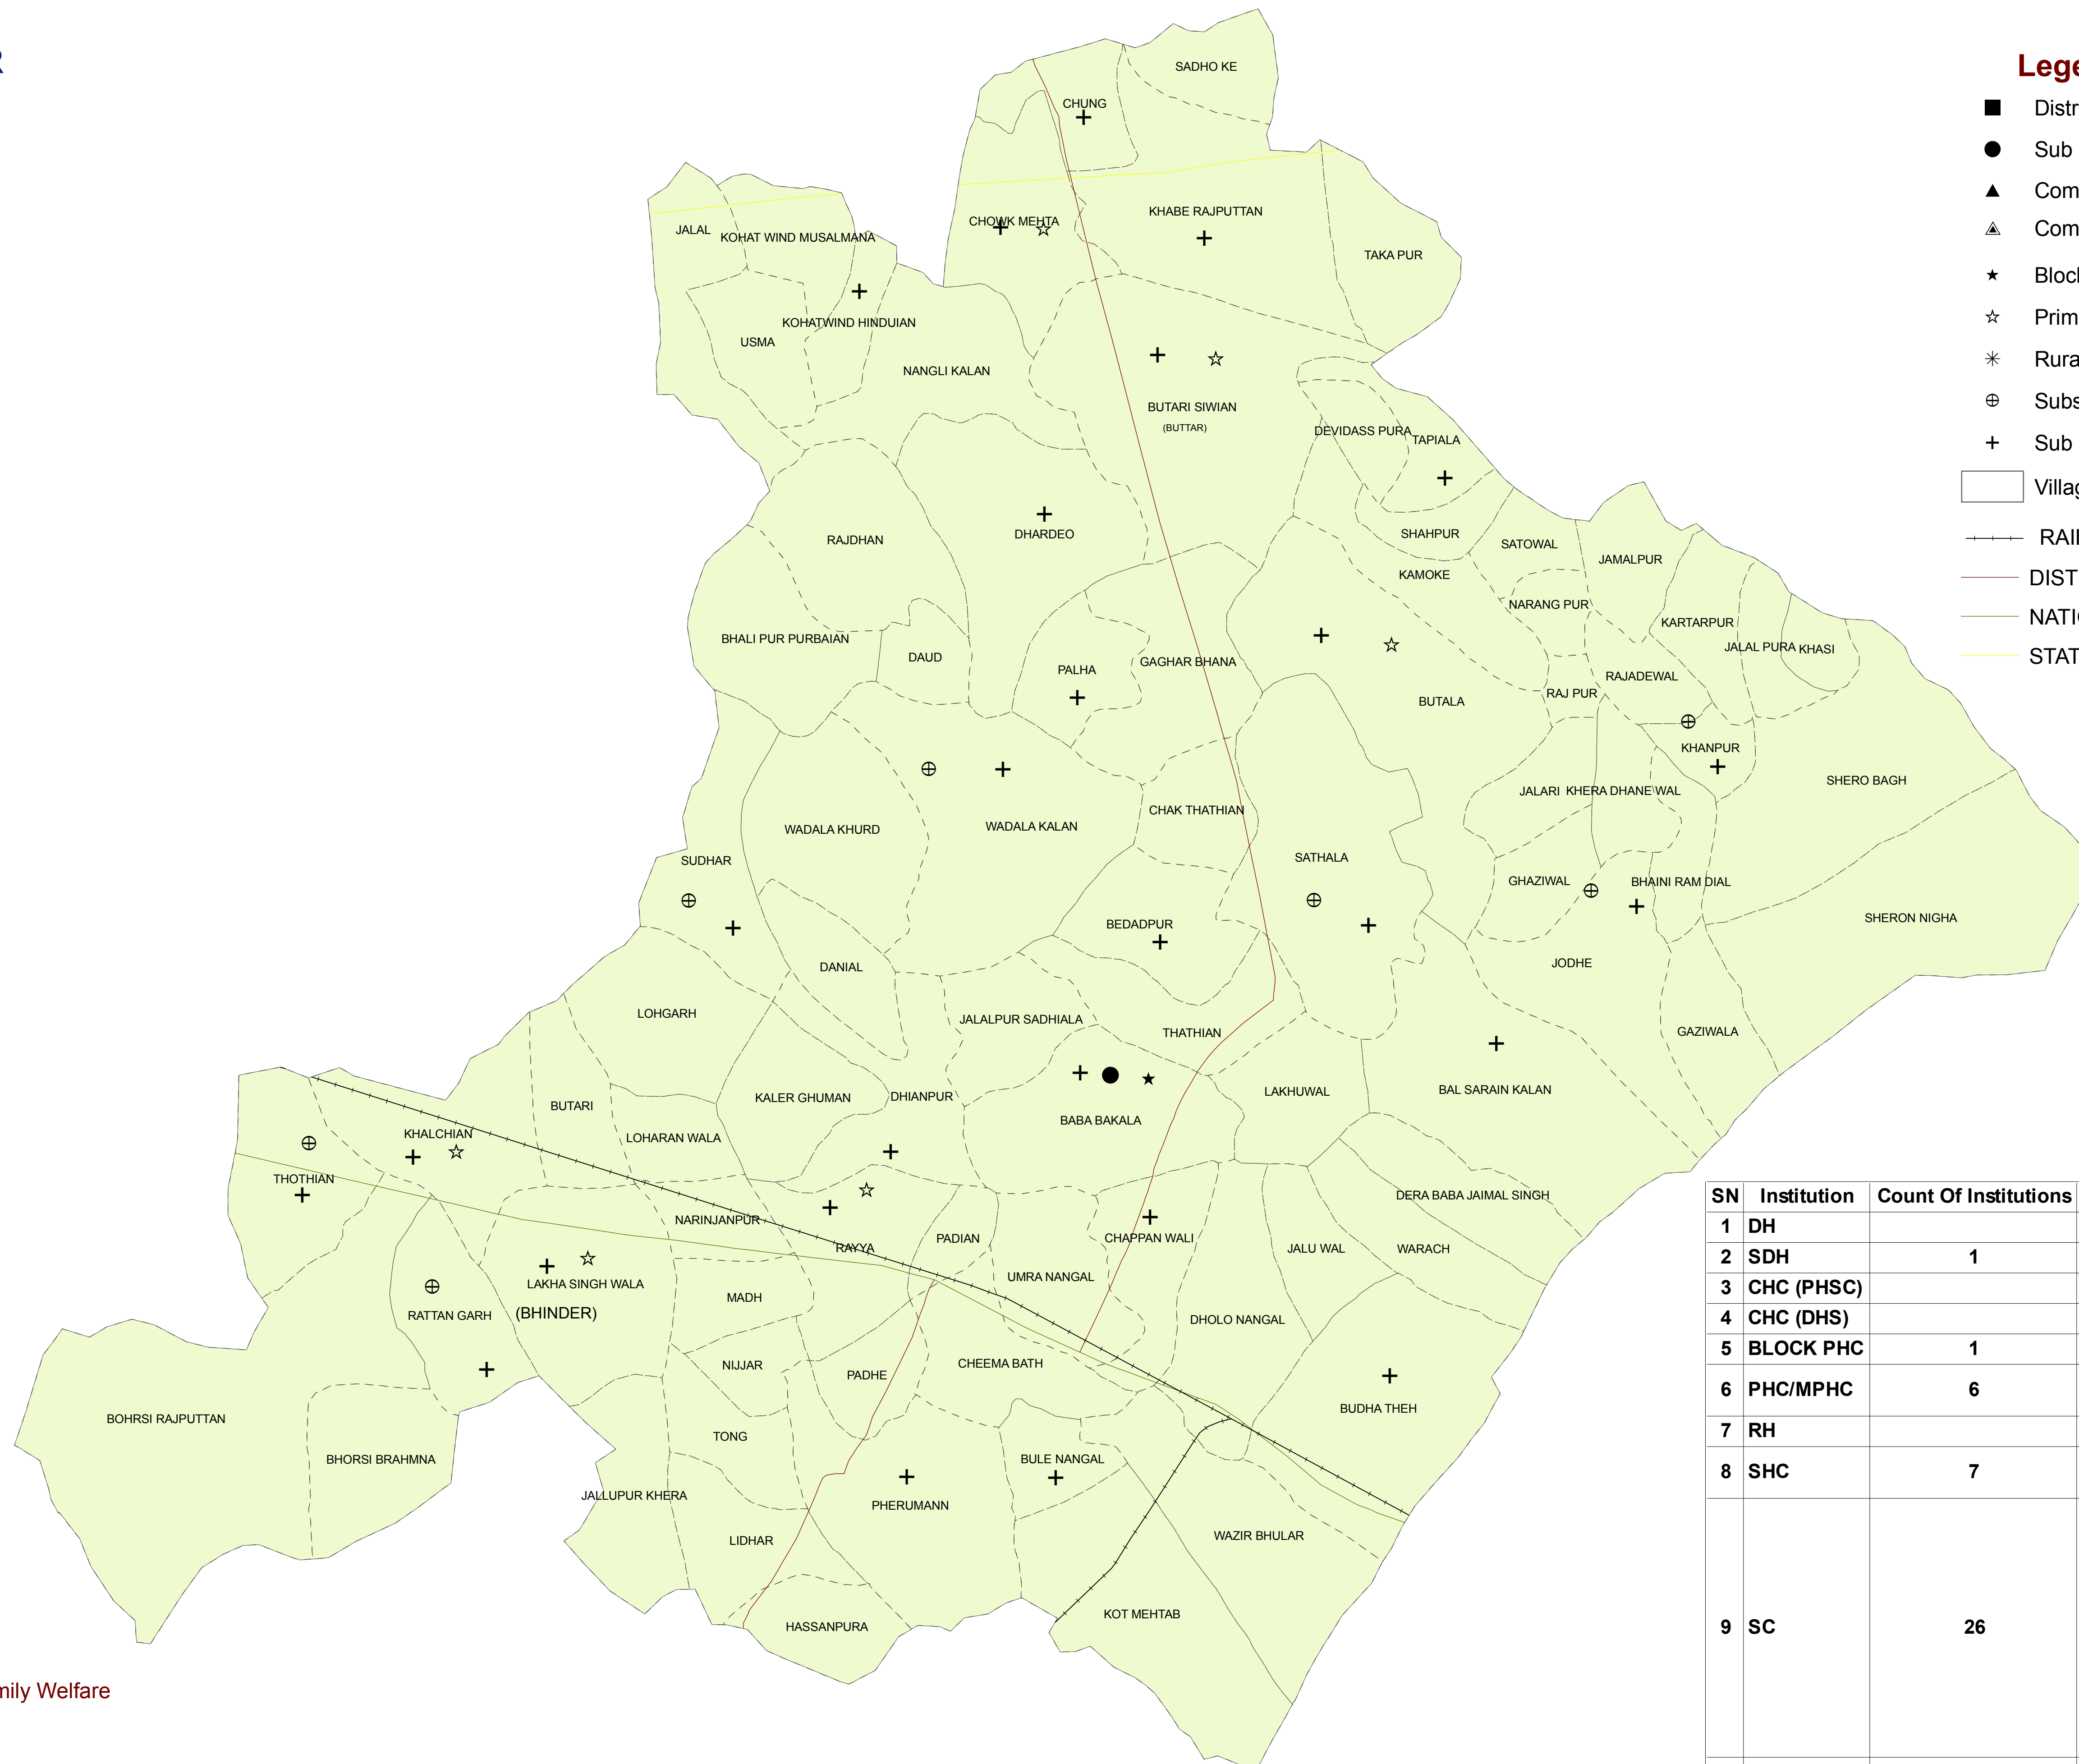 R
SADHO KE
CHUNG
CHOWK MEHTA
KHABE RAJPUTTAN
TAKA PUR
JALAL
KOHAT WIND MUSALMANA
KOHATWIND HINDUIAN
USMA
NANGLI KALAN
BUTARI SIWIAN
(BUTTAR)
DEVIDASS PURA
TAPIALA
RAJDHAN
DHARDEO
SHAHPUR
SATOWAL
JAMALPUR
KAMOKE
NARANG PUR
KARTARPUR
BHALI PUR PURBAIAN
DAUD
PALHA
GAGHAR BHANA
JALAL PURA
KHASI
RAJADEWAL
RAJ PUR
BUTALA
KHANPUR
SHERO BAGH
JALARI
KHERA DHANE WAL
CHAK THATHIAN
WADALA KHURD
WADALA KALAN
SUDHAR
SATHALA
GHAZIWAL
BHAINI RAM DIAL
SHERON NIGHA
BEDADPUR
DANIAL
JODHE
LOHGARH
JALALPUR SADHIALA
THATHIAN
GAZIWALA
BUTARI
KALER GHUMAN
DHIANPUR
LAKHUWAL
BAL SARAIN KALAN
BABA BAKALA
KHALCHIAN
LOHARAN WALA
THOTHIAN
DERA BABA JAIMAL SINGH
NARINJANPUR
RAYYA
PADIAN
CHAPPAN WALI
JALU WAL
WARACH
UMRA NANGAL
LAKHA SINGH WALA
(BHINDER)
RATTAN GARH
MADH
DHOLO NANGAL
NIJJAR
PADHE
CHEEMA BATH
BUDHA THEH
BOHRSI RAJPUTTAN
TONG
BHORSI BRAHMNA
BULE NANGAL
JALLUPUR KHERA
PHERUMANN
WAZIR BHULAR
LIDHAR
KOT MEHTAB
HASSANPURA
Lege
Distr
Sub
Com
Com
Block
Prim
Rura
Subs
Sub
Villag
RAIL
DIST
NATIO
STAT
SN Institution Count Of Institutions
1 DH
2 SDH 1
3 CHC (PHSC)
4 CHC (DHS)
5 BLOCK PHC 1
6 PHC/MPHC 6
7 RH
8 SHC 7
9 SC 26
mily Welfare